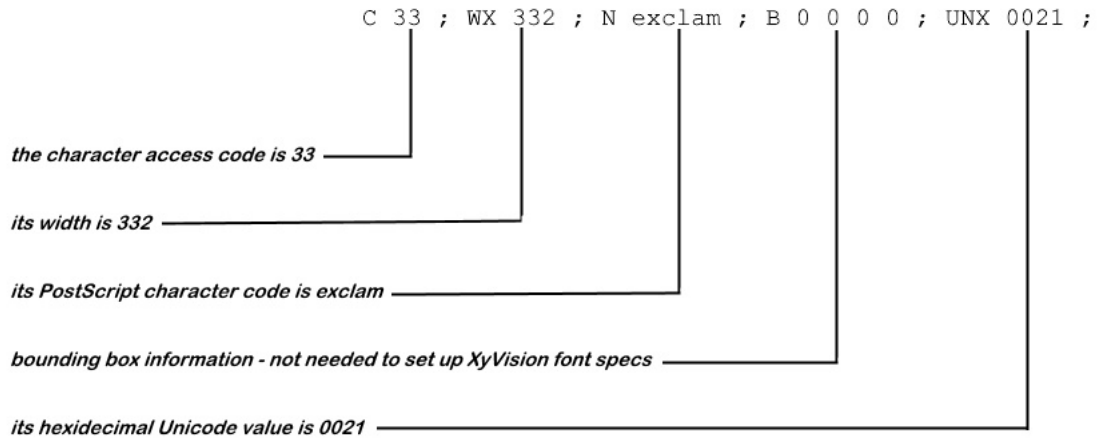 C 33 ; WX 332 ; N exclam ; B 0 0 0 0 ; UNX 0021 ;
the character access code is 33
its width is 332
its PostScript character code is exclam
bounding box information - not needed to set up XyVision font specs
its hexidecimal Unicode value is 0021